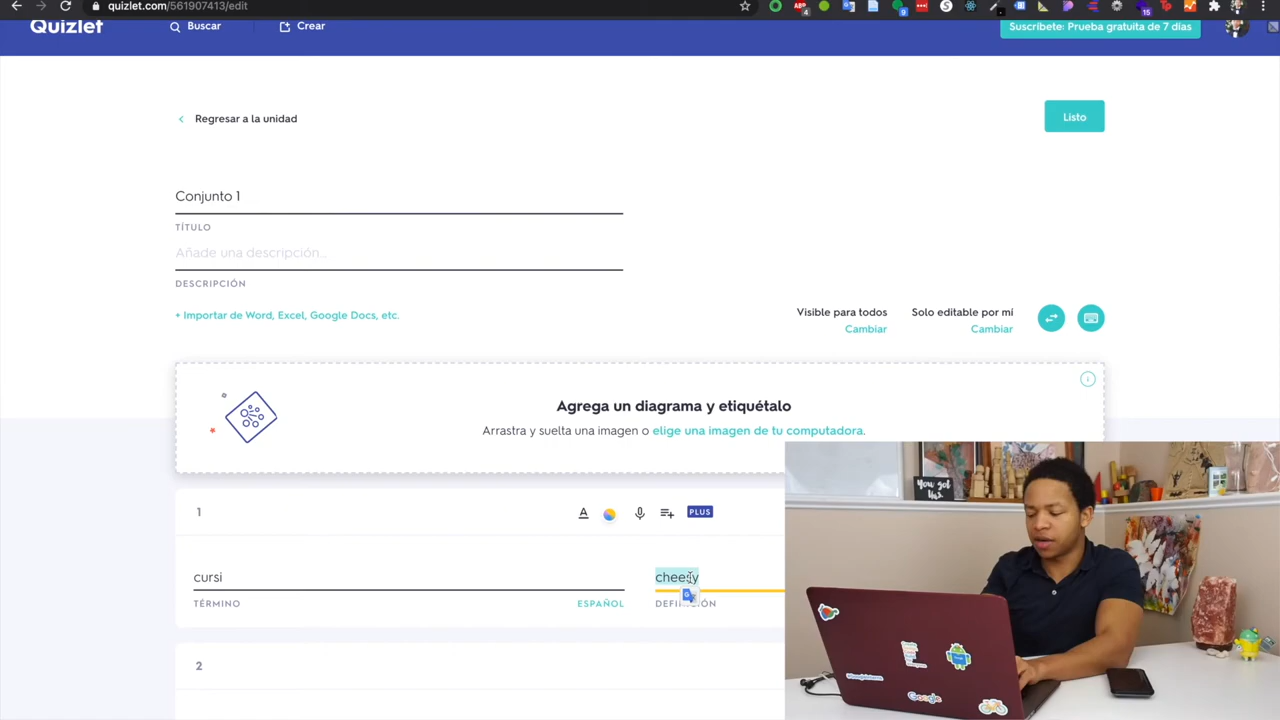 quizlet.com/561907413/edit
Quizlet
Buscar
Crear
Suscríbete: Prueba gratuita de 7 días
Regresar a la unidad
Listo
Conjunto 1
TÍTULO
Añade una descripción...
DESCRIPCIÓN
+ Importar de Word, Excel, Google Docs, etc.
Visible para todos
Cambiar
Solo editable por mí
Cambiar
Agrega un diagrama y etiquétalo
Arrastra y suelta una imagen o elige una imagen de tu computadora.
1
A
PLUS
cursi
cheesy
TÉRMINO
ESPAÑOL
DEFINICIÓN
2
You got
Google